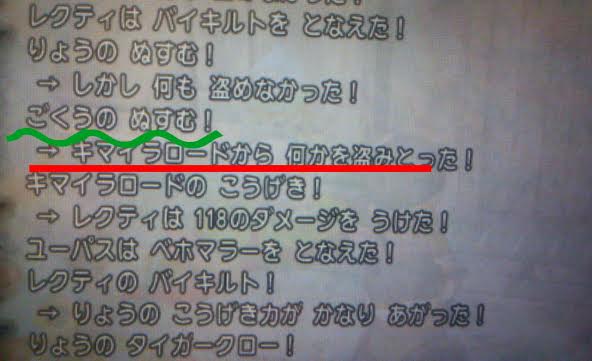 レクティは バイキルトを となえた！
りょうの ぬすむ！
→ しかし 何も 盗めなかった！
ごくうの ぬすむ！
→ キマイラロードから 何かを盗みとった！
キマイラロードの こうげき！
→ レクティは 118のダメージを うけた！
ユーパスは ベホマラーを となえた！
レクティの バイキルト！
→ りょうの こうげき力が かなり あがった！
りょうの タイガークロー！